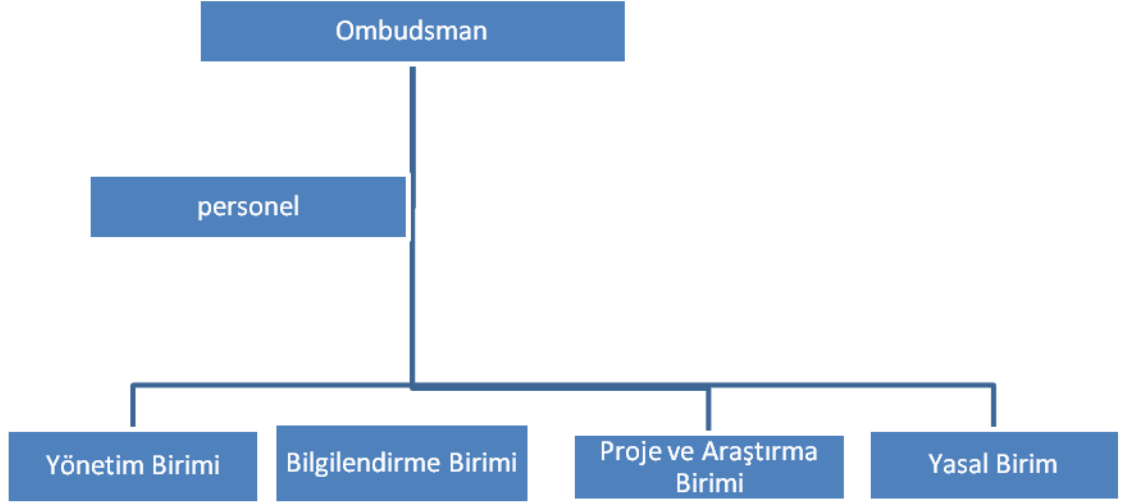 Ombudsman
personel
Yönetim Birimi
Bilgilendirme Birimi
Proje ve Araştırma
Birimi
Yasal Birim